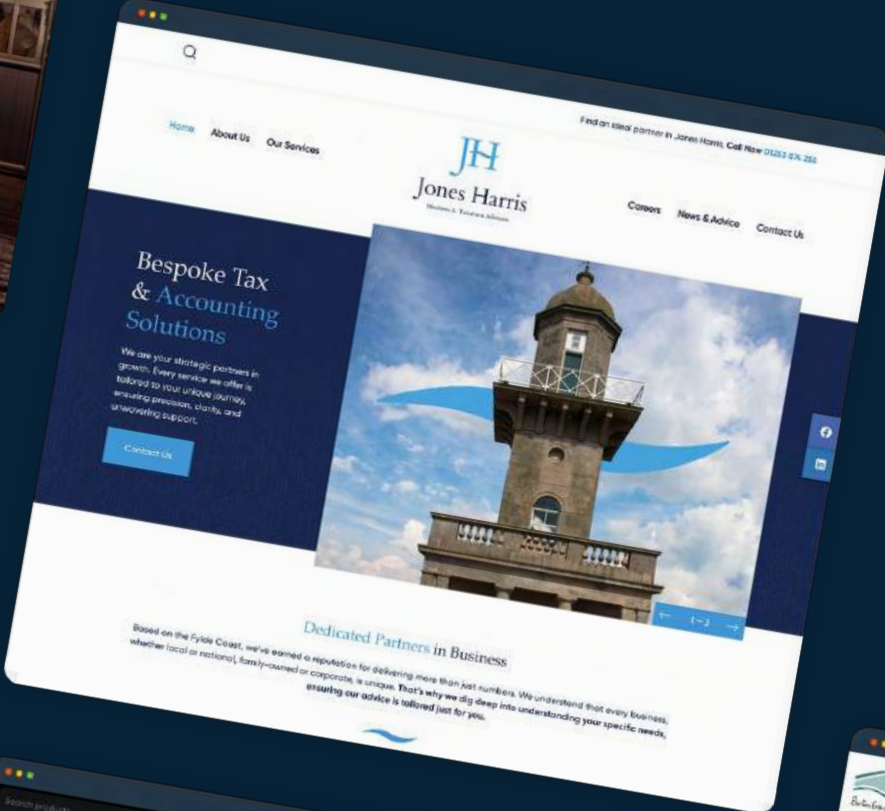 Find an ideal partner in Jones Harris, Call Now
Home About Us Our Services
JH
Jones Harris
Careers News & Advice Contact Us
Bespoke Tax
& Accounting
Solutions
We are your strategic partners in
growth. Every service we offer is
tailored to your unique journey,
ensuring precision, clarity, and
unwavering support.
Contact Us
Dedicated Partners in Business
Based on the Fylde Coast, we've earned a reputation for delivering more than just numbers. We understand that every business,
whether local or national, family-owned or corporate, is unique. That's why we dig deep into understanding your specific needs,
ensuring our advice is tailored just for you.